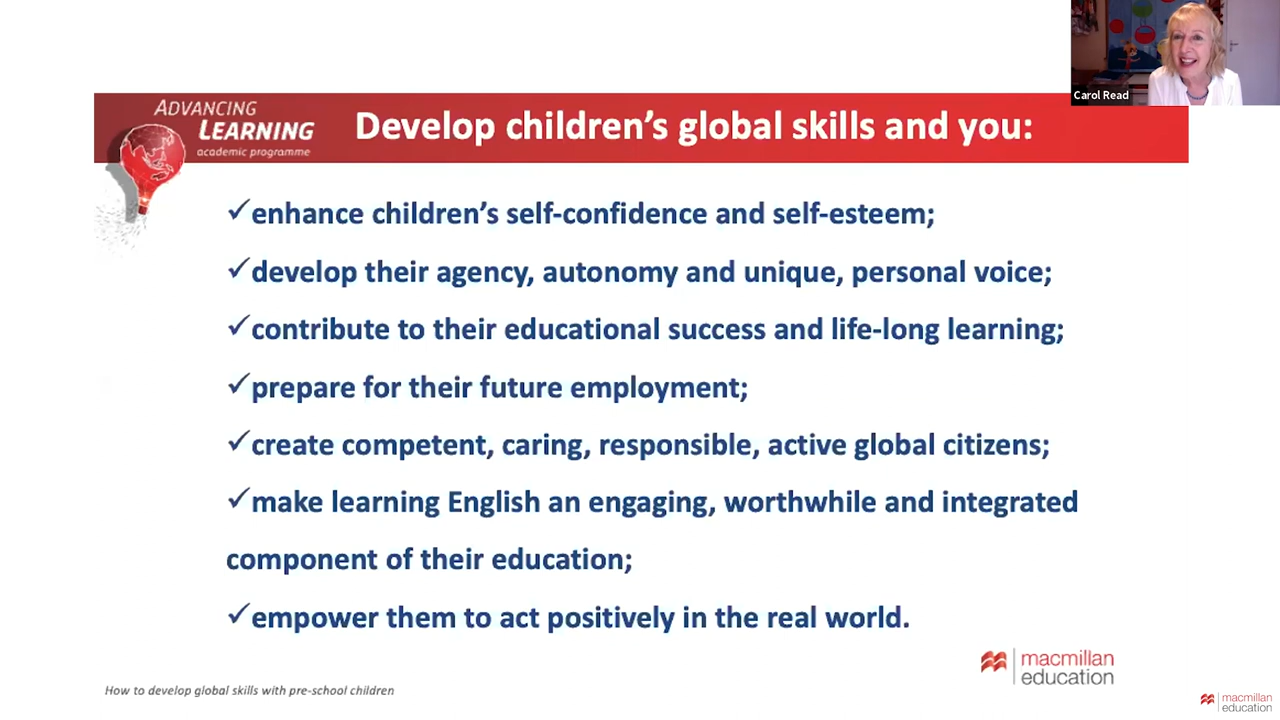 Carol Read
ADVANCING
LEARNING
academic programme
Develop children's global skills and you:
✓enhance children's self-confidence and self-esteem;
✓develop their agency, autonomy and unique, personal voice;
✓contribute to their educational success and life-long learning;
✓prepare for their future employment;
✓create competent, caring, responsible, active global citizens;
✓make learning English an engaging, worthwhile and integrated
component of their education;
✓empower them to act positively in the real world.
macmillan
education
How to develop global skills with pre-school children
macmillan
education